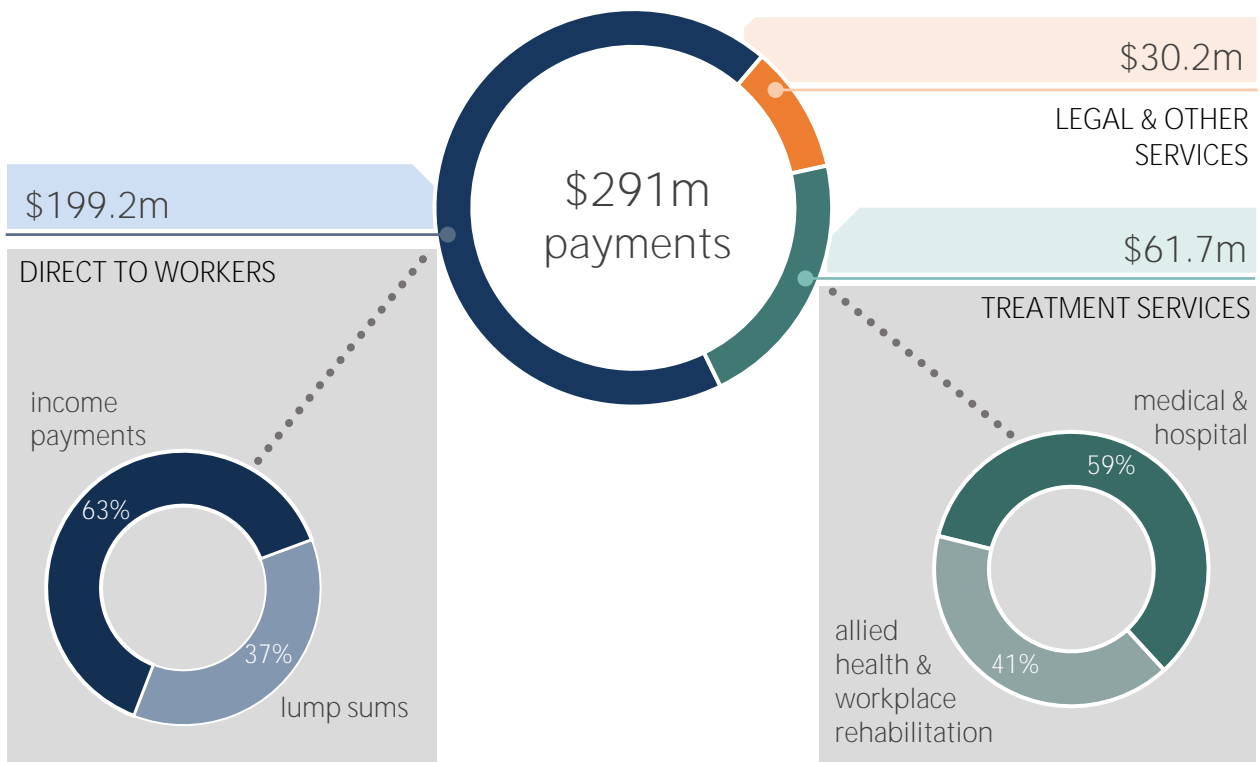 $30.2m
LEGAL & OTHER
SERVICES
$291m
payments
$199.2m
DIRECT TO WORKERS
$61.7m
TREATMENT SERVICES
income
payments
63%
37%
lump sums
medical &
hospital
59%
41%
allied
health &
workplace
rehabilitation